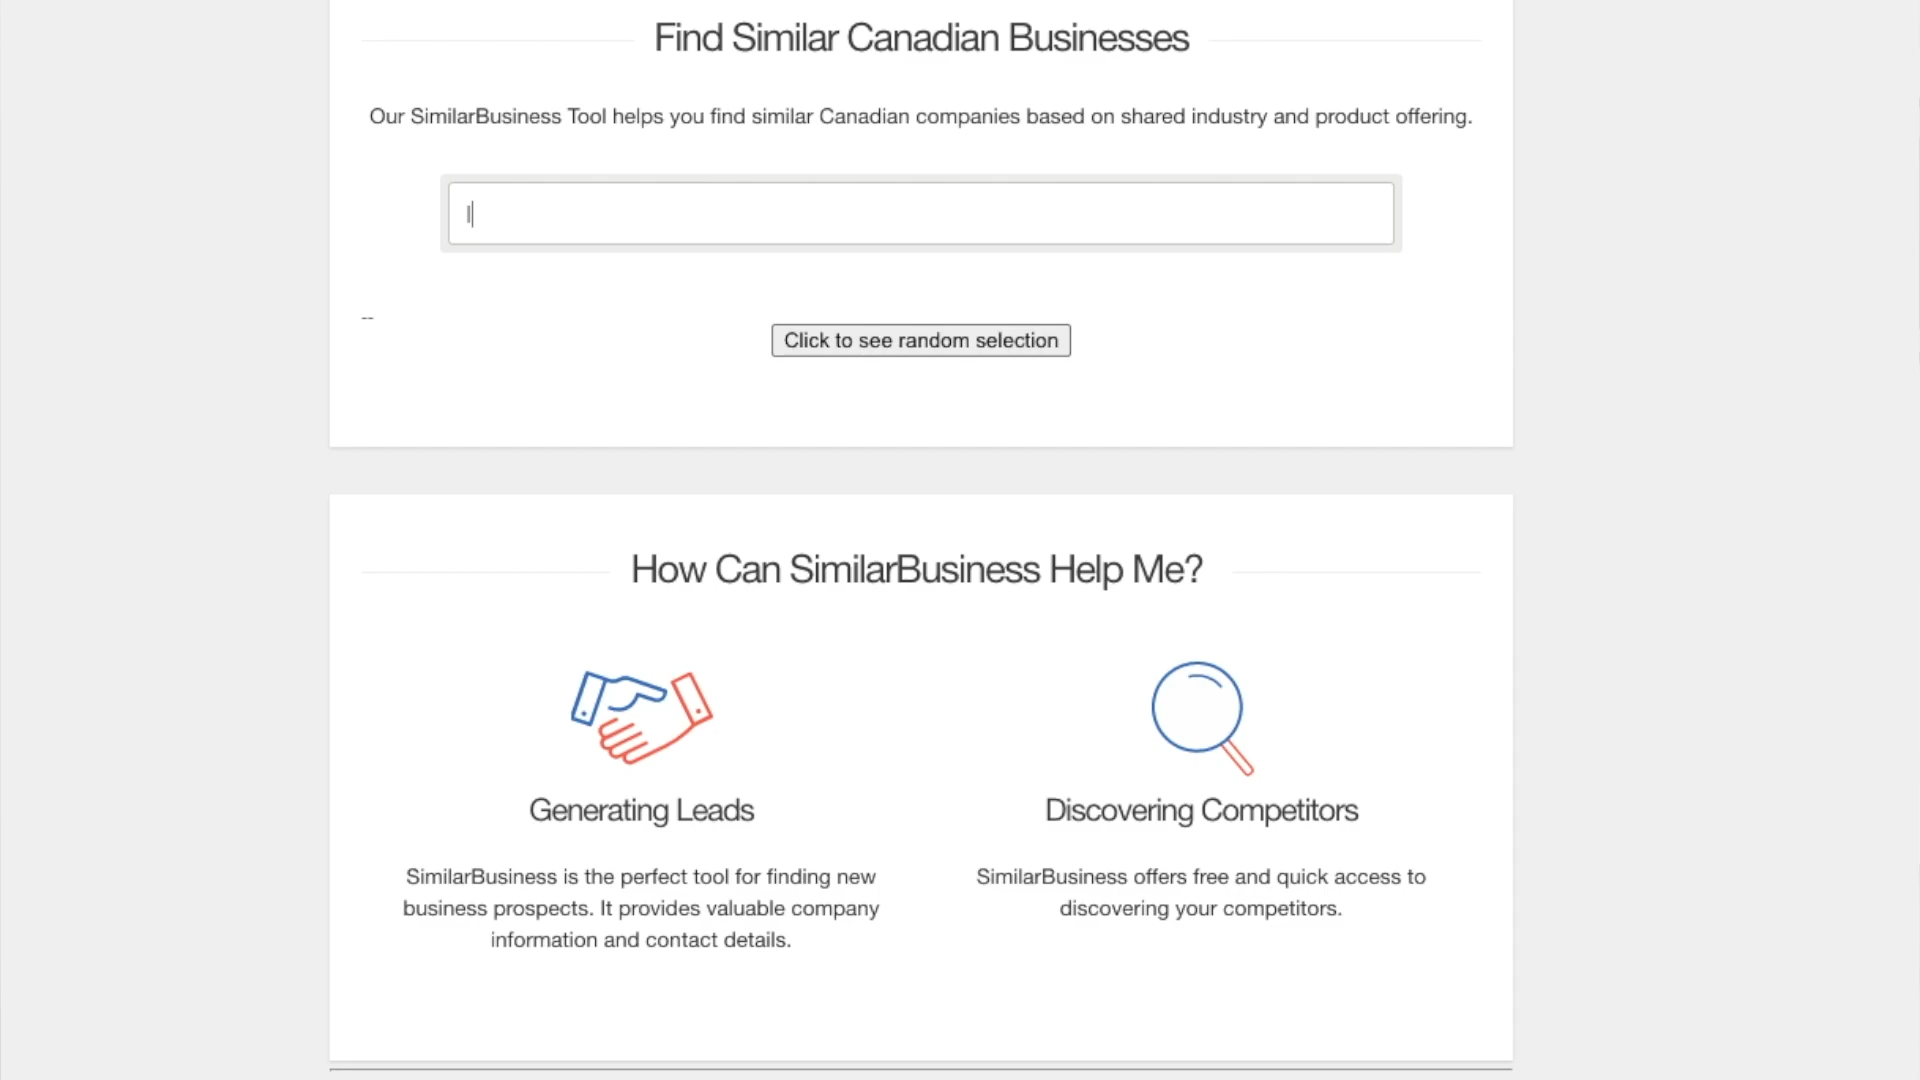 Find Similar Canadian Businesses
Our SimilarBusiness Tool helps you find similar Canadian companies based on shared industry and product offering.
--
Click to see random selection
How Can SimilarBusiness Help Me?
Generating Leads
SimilarBusiness is the perfect tool for finding new
business prospects. It provides valuable company
information and contact details.
Discovering Competitors
SimilarBusiness offers free and quick access to
discovering your competitors.